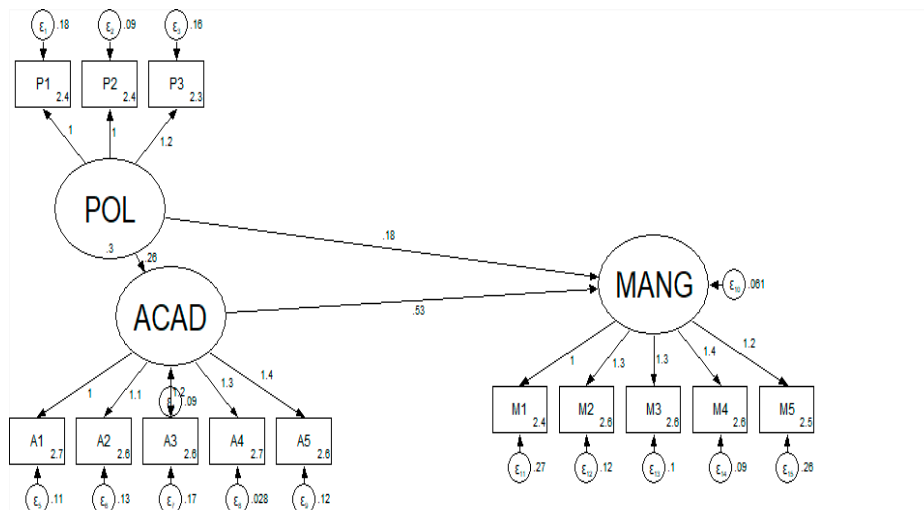 ε₁ .18 ε₂ .09 ε₃ .16
P1 2.4 P2 2.4 P3 2.3
1 1 1.2
POL
.3 .26
.18
MANG
ε₁₀ .061
ACAD
.53
1 1.1 1.2 1.3 1.4
.09
1 1.3 1.3 1.4 1.2
A1 2.7 A2 2.6 A3 2.6 A4 2.7 A5 2.6
M1 2.4 M2 2.6 M3 2.6 M4 2.6 M5 2.5
ε₅ .11 ε₆ .13 ε₇ .17 ε₈ .028 ε₉ .12
ε₁₁ .27 ε₁₂ .12 ε₁₃ .1 ε₁₄ .09 ε₁₅ .26